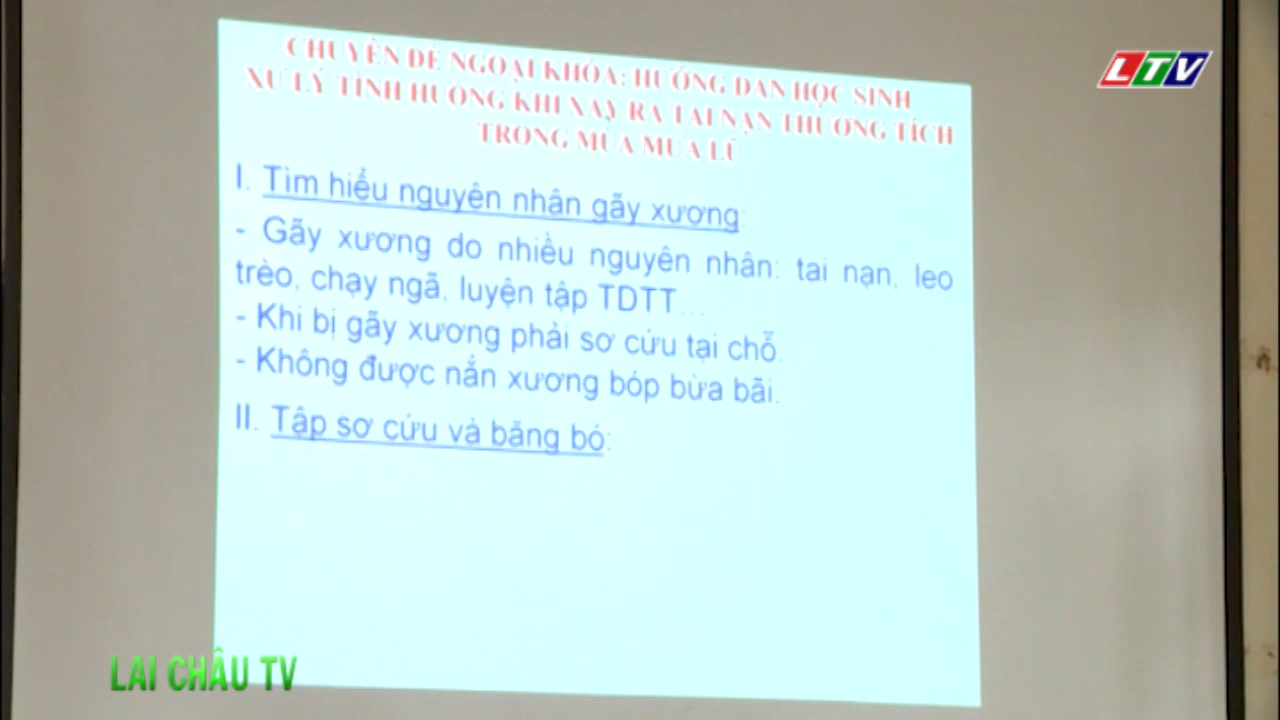 LTV
CHUYÊN ĐỀ NGOẠI KHÓA: HƯỚNG DẪN HỌC SINH
XỬ LÝ TÌNH HUỐNG KHI XẢY RA TAI NẠN THƯƠNG TÍCH
TRONG MÙA MƯA LŨ
I. Tìm hiểu nguyên nhân gãy xương:
- Gãy xương do nhiều nguyên nhân: tai nạn, leo
trèo, chạy ngã, luyện tập TDTT...
- Khi bị gãy xương phải sơ cứu tại chỗ.
- Không được nắn xương bóp bừa bãi.
II. Tập sơ cứu và băng bó:
LAI CHÂU TV